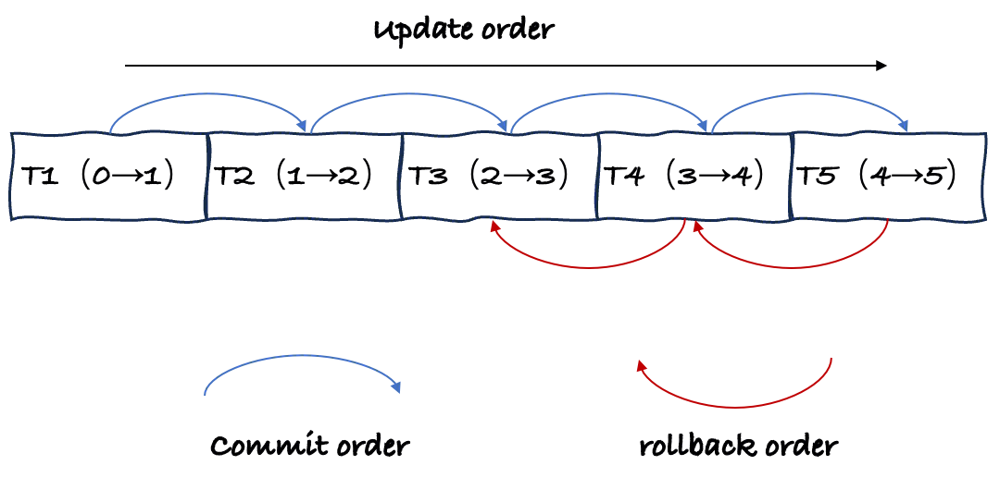 Update order
T1 (0→1) T2 (1→2) T3 (2→3) T4 (3→4) T5 (4→5)
Commit order rollback order